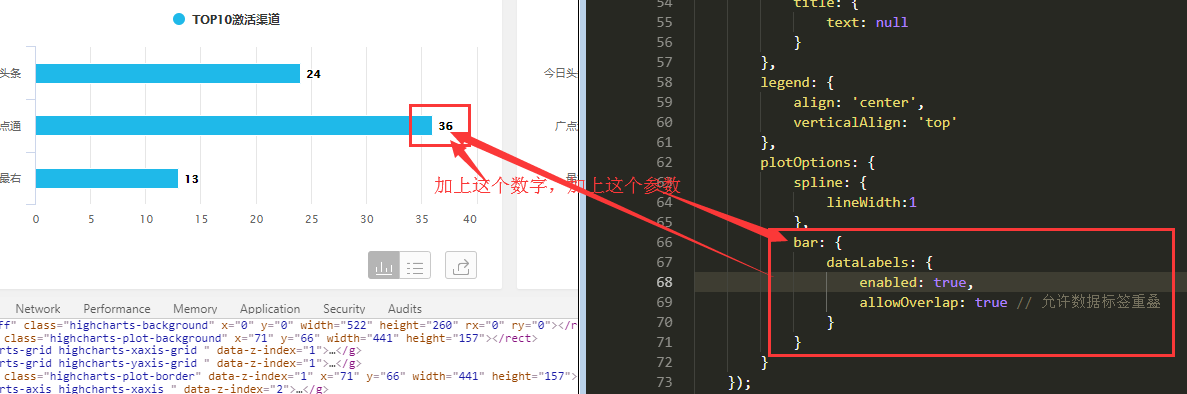 TOP10激活渠道
头条
24
点通
36
最右
13
0 5 10 15 20 25 30 35 40
今日头
广点
最
加上这个数字，加上这个参数
Network Performance Memory Application Security Audits
ff" class="highcharts-background" x="0" y="0" width="522" height="260" rx="0" ry="0"></r
class="highcharts-plot-background" x="71" y="66" width="441" height="157"></rect>
arts-grid highcharts-xaxis-grid " data-z-index="1">…</g>
arts-grid highcharts-yaxis-grid " data-z-index="1">…</g>
class="highcharts-plot-border" data-z-index="1" x="71" y="66" width="441" height="157">
arts-axis highcharts-xaxis " data-z-index="2">…</g>
54 title: {
55 text: null
56 }
57 },
58 legend: {
59 align: 'center',
60 verticalAlign: 'top'
61 },
62 plotOptions: {
63 spline: {
64 lineWidth:1
65 },
66 bar: {
67 dataLabels: {
68 enabled: true,
69 allowOverlap: true // 允许数据标签重叠
70 }
71 }
72 }
73 });